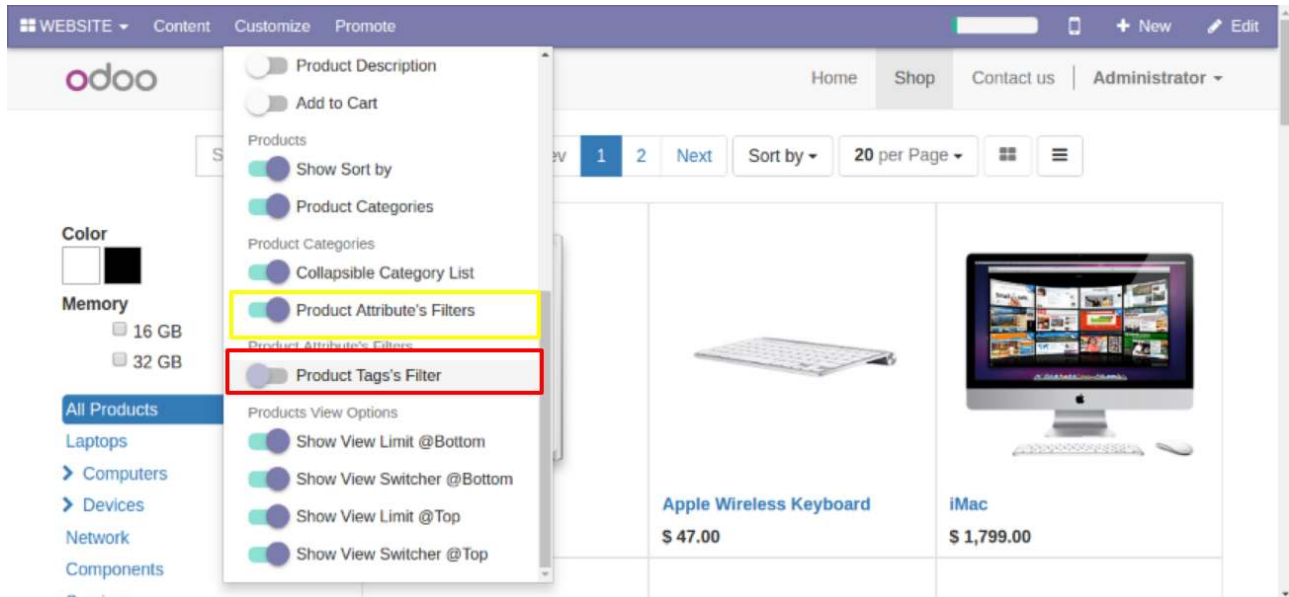 WEBSITE Content Customize Promote New Edit
odoo
Home Shop Contact us Administrator
Product Description
Add to Cart
Products
Show Sort by
Product Categories
Product Categories
Collapsible Category List
Product Attribute's Filters
Product Attribute's Filters
Product Tags's Filter
Products View Options
Show View Limit @Bottom
Show View Switcher @Bottom
Show View Limit @Top
Show View Switcher @Top
1 2 Next Sort by 20 per Page
Color
Memory
16 GB
32 GB
All Products
Laptops
Computers
Devices
Network
Components
Apple Wireless Keyboard
$ 47.00
iMac
$ 1,799.00